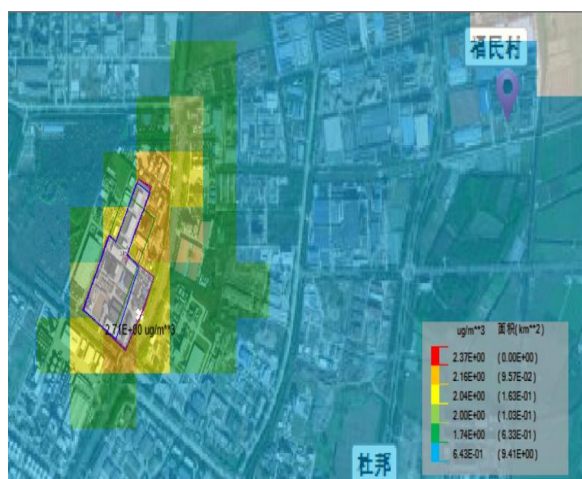 福民村
2.71E+00 ug/m**3
杜邦
ug/m**3 面积(km**2)
2.37E+00 (0.00E+00)
2.16E+00 (9.57E-02)
2.04E+00 (1.63E-01)
2.00E+00 (1.03E-01)
1.74E+00 (6.33E-01)
6.43E-01 (9.41E+00)